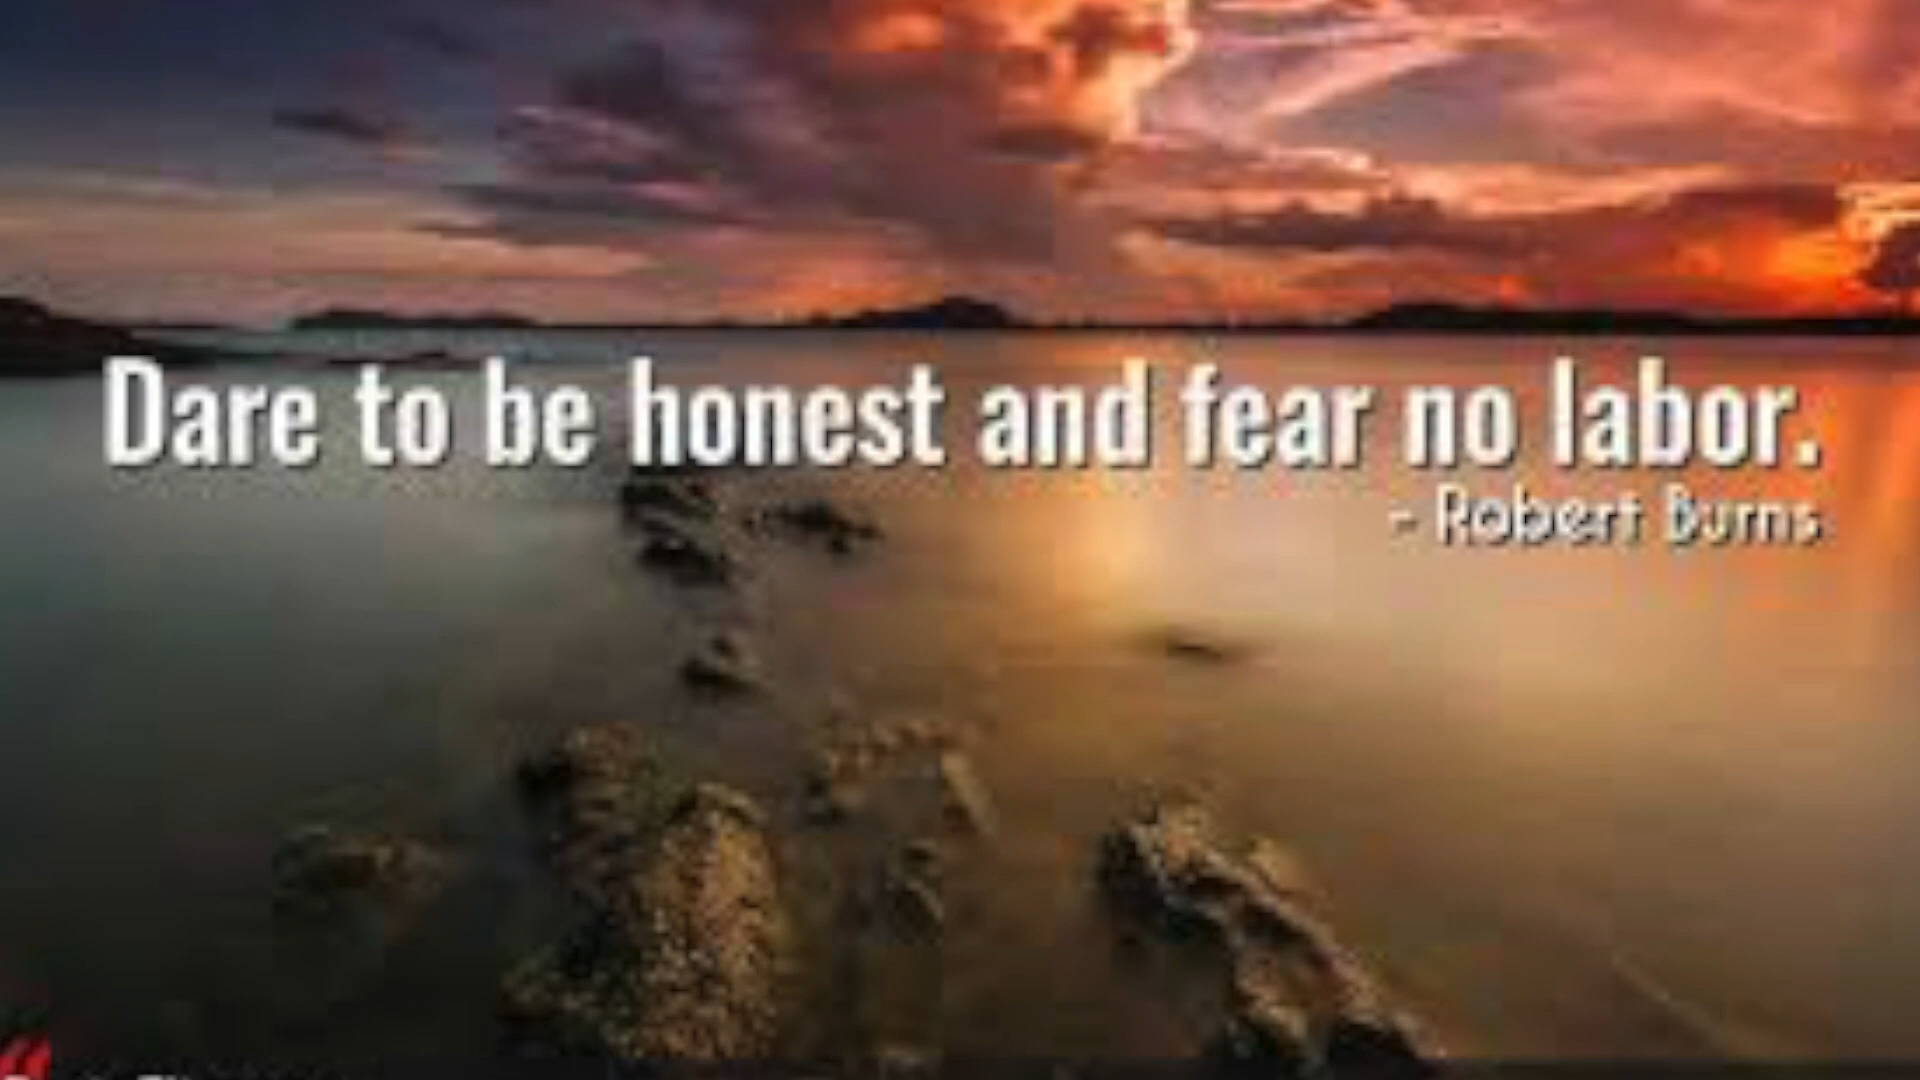 Dare to be honest and fear no labor.
- Robert Burns